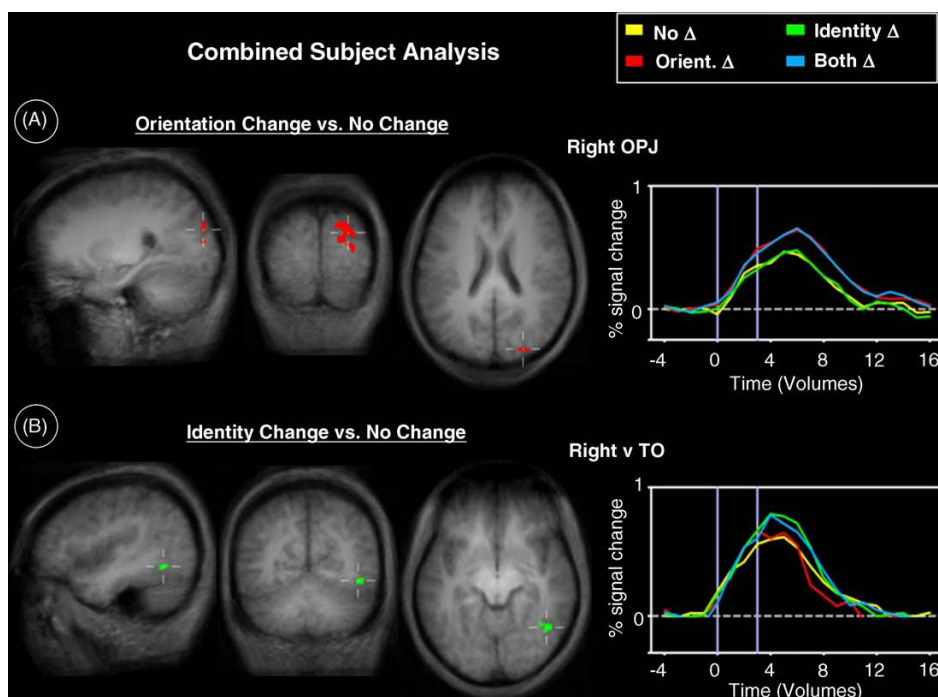 Combined Subject Analysis
No Δ
Identity Δ
Orient. Δ
Both Δ
(A)
Orientation Change vs. No Change
Right OPJ
1
% signal change
0
-4 0 4 8 12 16
Time (Volumes)
(B)
Identity Change vs. No Change
Right v TO
1
% signal change
0
-4 0 4 8 12 16
Time (Volumes)